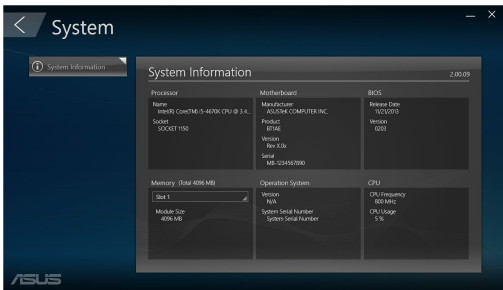 System
System Information
System Information
2.00.09
Processor
Name
Intel(R) Core(TM) i5-4670K CPU @ 3.4...
Socket
SOCKET 1150
Motherboard
Manufacturer
ASUSTeK COMPUTER INC.
Product
BT1AE
Version
Rev X.0x
Serial
MB-1234567890
BIOS
Release Date
11/21/2013
Version
0203
Memory (Total 4096 MB)
Slot 1
Module Size
4096 MB
Operation System
Version
N/A
System Serial Number
System Serial Number
CPU
CPU Frequency
800 MHz
CPU Usage
5 %
ASUS